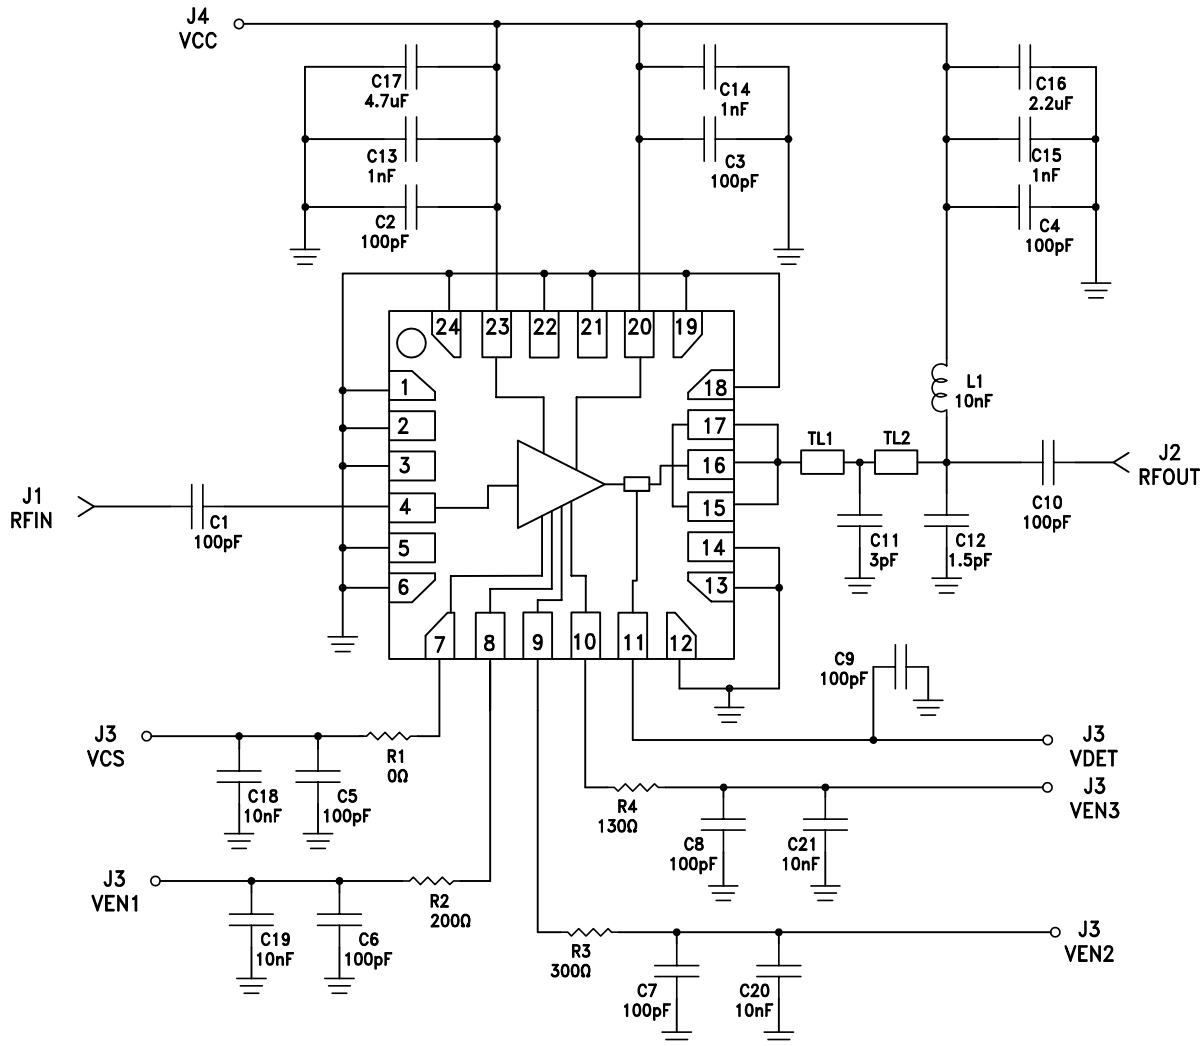 J4
VCC
C17
4.7uF
C13
1nF
C2
100pF
C14
1nF
C3
100pF
C16
2.2uF
C15
1nF
C4
100pF
24
23
22
21
20
19
1
2
3
4
5
6
18
17
16
15
14
13
7
8
9
10
11
12
J1
RFIN
C1
100pF
L1
10nF
TL1
TL2
J2
RFOUT
C10
100pF
C11
3pF
C12
1.5pF
C9
100pF
J3
VCS
R1
0Ω
C18
10nF
C5
100pF
J3
VDET
J3
VEN3
R4
130Ω
C8
100pF
C21
10nF
J3
VEN1
R2
200Ω
C19
10nF
C6
100pF
J3
VEN2
R3
300Ω
C7
100pF
C20
10nF